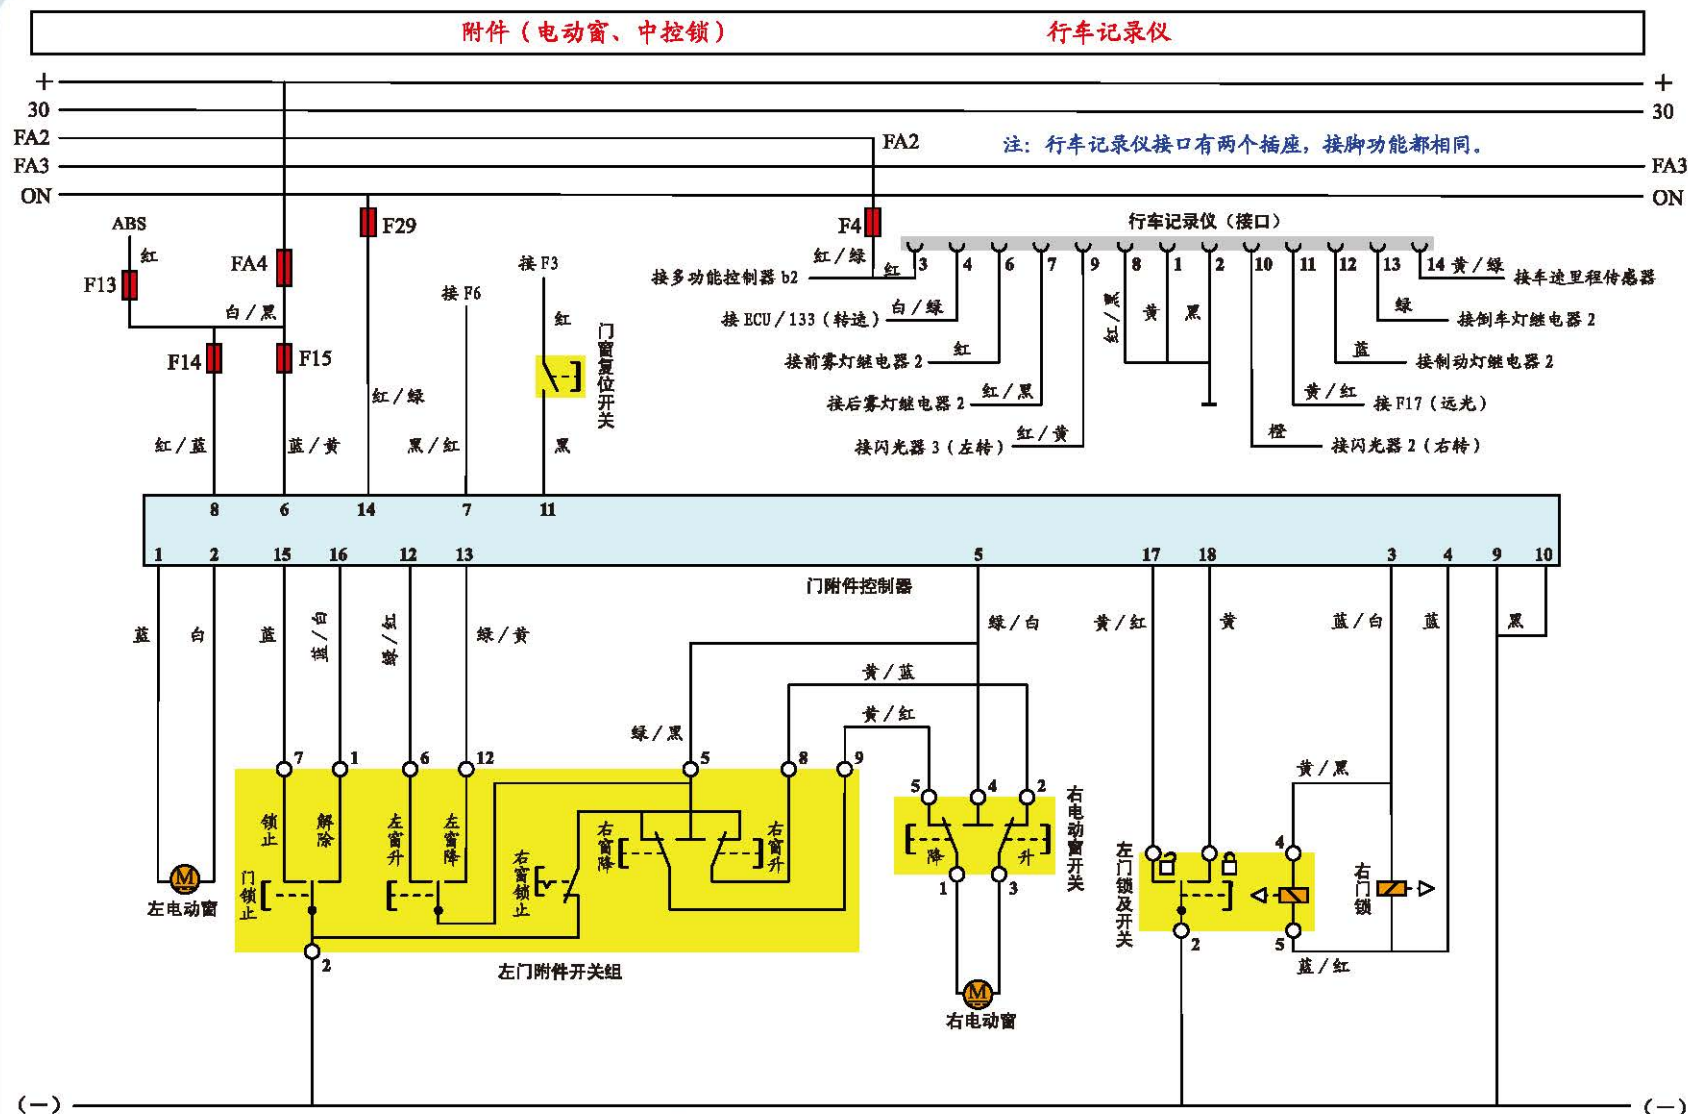 附件（电动窗、中控锁） 行车记录仪
+ +
30 30
FA2 FA2
注：行车记录仪接口有两个插座，接脚功能都相同。
FA3 FA3
ON ON
ABS
红
F13
FA4
白／黑
F14
F15
F29
红／绿
红／蓝
蓝／黄
接 F6
黑／红
接 F3
红
门窗复位开关
黑
F4
红／绿
行车记录仪（接口）
3 4 6 7 9 8 1 2 10 11 12 13 14
接多功能控制器 b2 红
接 ECU／133（转速） 白／绿
接前雾灯继电器 2 红
接后雾灯继电器 2 红／黑
接闪光器 3（左转） 红／黄
红／黑
黄
黑
黄／绿 接车速里程传感器
绿 接倒车灯继电器 2
蓝 接制动灯继电器 2
黄／红 接 F17（远光）
橙 接闪光器 2（右转）
8 6 14 7 11
1 2 15 16 12 13 5 17 18 3 4 9 10
门附件控制器
蓝 白 蓝 蓝／白 绿／红 绿／黄 绿／白 黄／红 黄 蓝／白 蓝 黑
黄／蓝
黄／红
绿／黑
7 1 6 12 5 8 9
锁止
解除
左窗升
左窗降
右窗锁止
右窗降
右窗升
门锁止
2
左门附件开关组
M
左电动窗
5 4 2
降 升
1 3
右电动窗开关
M
右电动窗
黄／黑
4
左门锁及开关
2 5
右门锁
蓝／红
(—) (—)